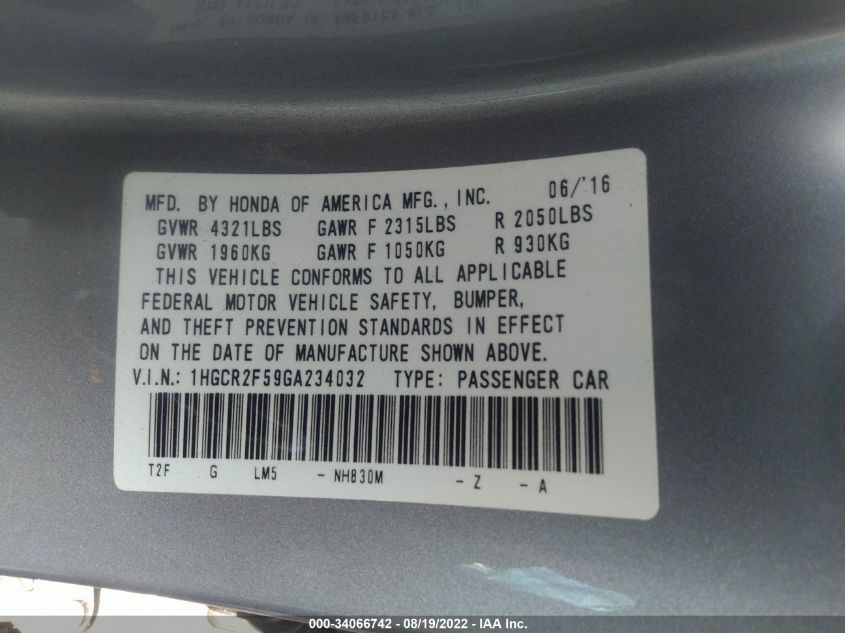 MFD. BY HONDA OF AMERICA MFG., INC. 06/'16
GVWR 4321LBS GAWR F 2315LBS R 2050LBS
GVWR 1960KG GAWR F 1050KG R 930KG
THIS VEHICLE CONFORMS TO ALL APPLICABLE
FEDERAL MOTOR VEHICLE SAFETY, BUMPER,
AND THEFT PREVENTION STANDARDS IN EFFECT
ON THE DATE OF MANUFACTURE SHOWN ABOVE.
V.I.N.: 1HGCR2F59GA234032 TYPE: PASSENGER CAR
T2F G LM5 - NH830M - Z - A
000-34066742 - 08/19/2022 - IAA Inc.